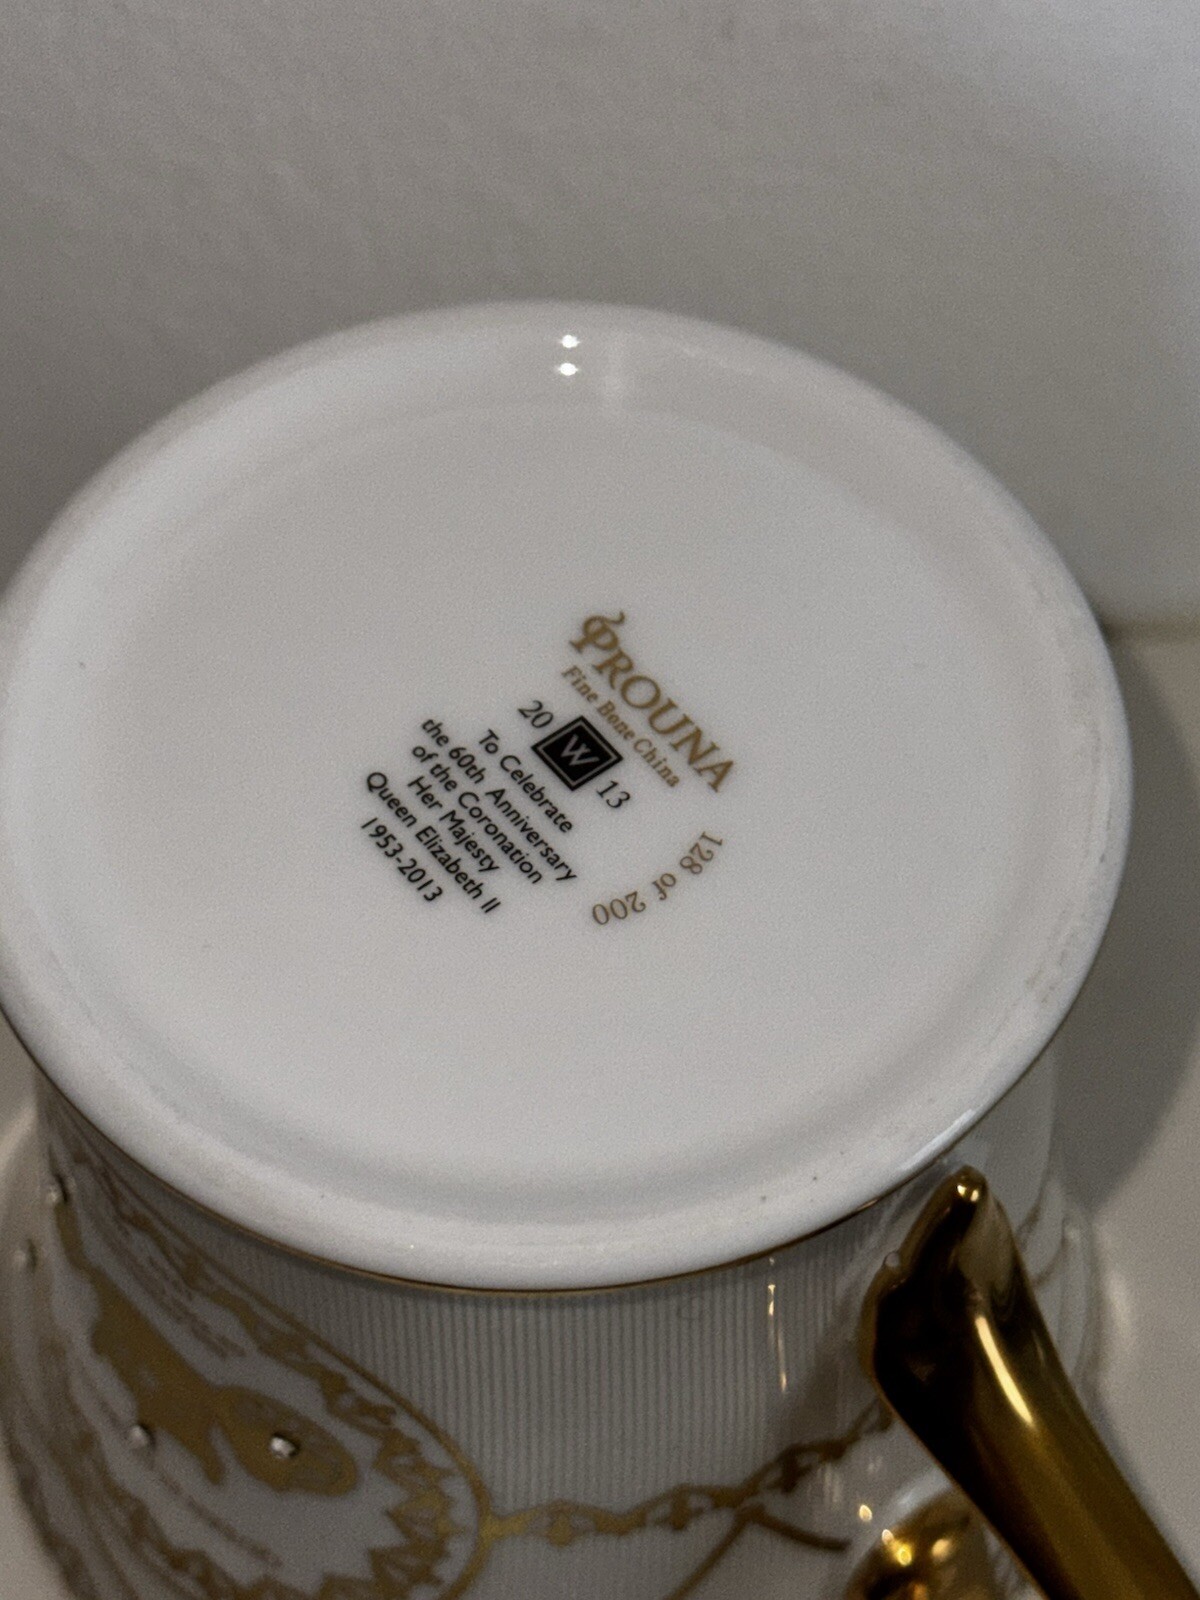 PROUNA
Fine Bone China
20 W 13
To Celebrate
the 60th Anniversary
of the Coronation
Her Majesty
Queen Elizabeth II
1953-2013
128 of 200